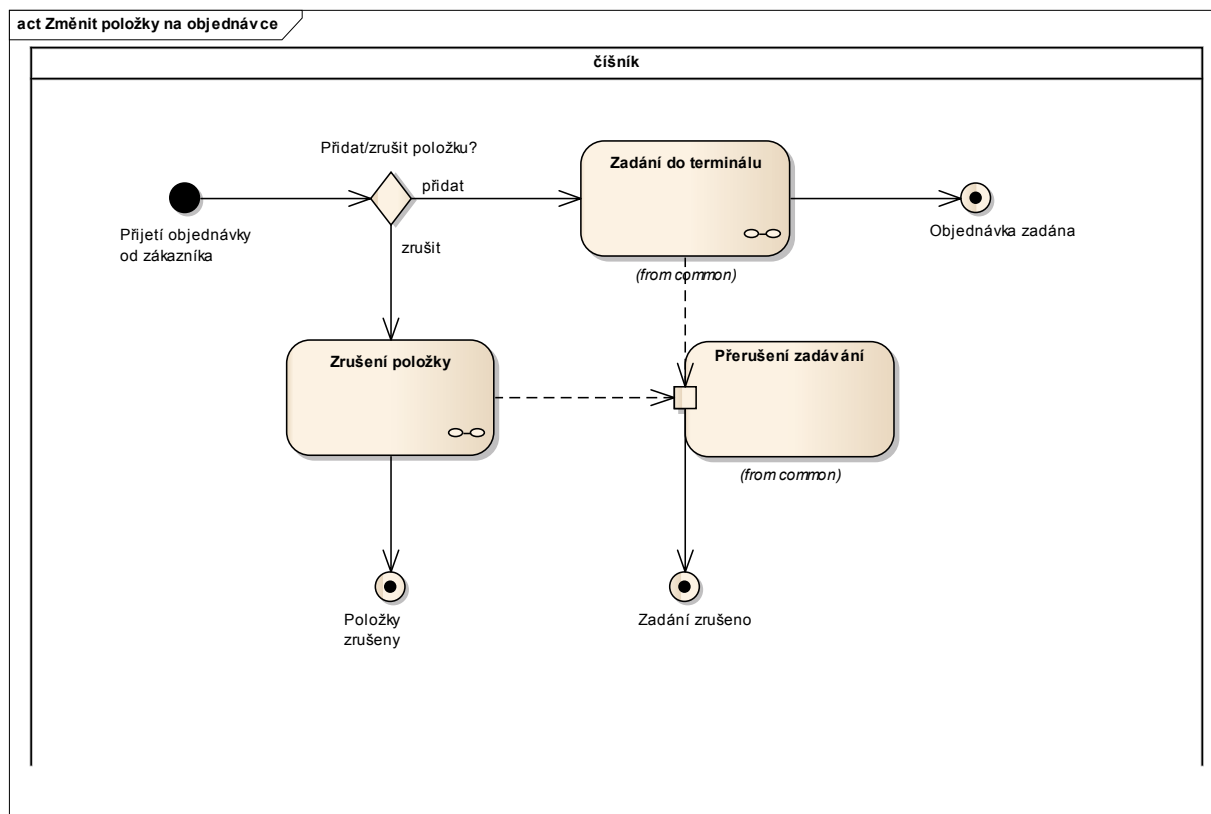 act Změnit položky na objednávce
číšník
Přidat/zrušit položku?
přidat
zrušit
Zadání do terminálu
(from common)
Přijetí objednávky
od zákazníka
Objednávka zadána
Zrušení položky
Přerušení zadávání
(from common)
Položky
zrušeny
Zadání zrušeno